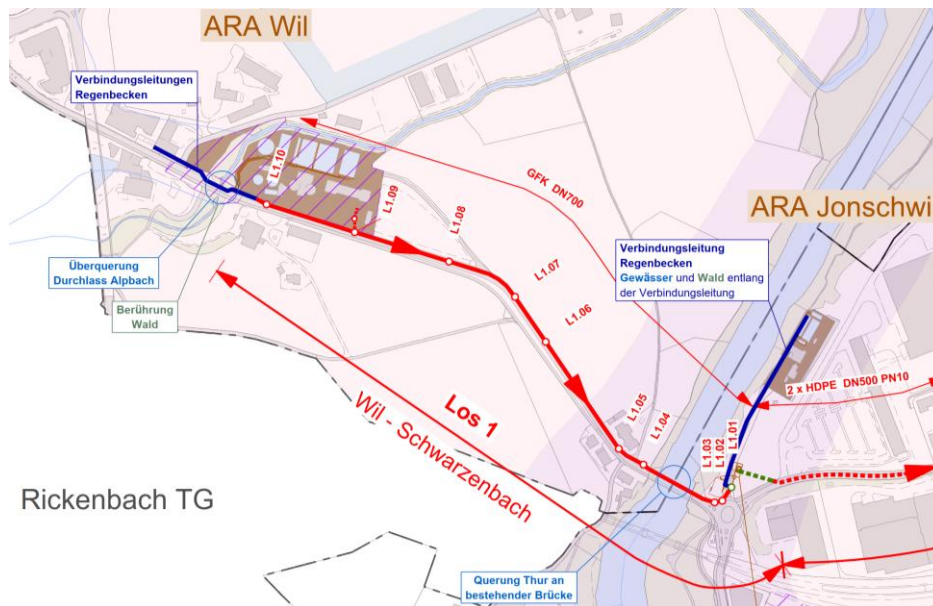 ARA Wil
Verbindungsleitungen
Regenbecken
L1.10
L1.09
L1.08
L1.07
L1.06
L1.05
L1.04
L1.03
L1.02
L1.01
GFK DN700
ARA Jonschwi
Verbindungsleitung
Regenbecken
Gewässer und Wald entlang
der Verbindungsleitung
2 x HDPE DN500 PN10
Überquerung
Durchlass Alpbach
Berührung
Wald
Los 1
Wil - Schwarzenbach
Rickenbach TG
Querung Thur an
bestehender Brücke